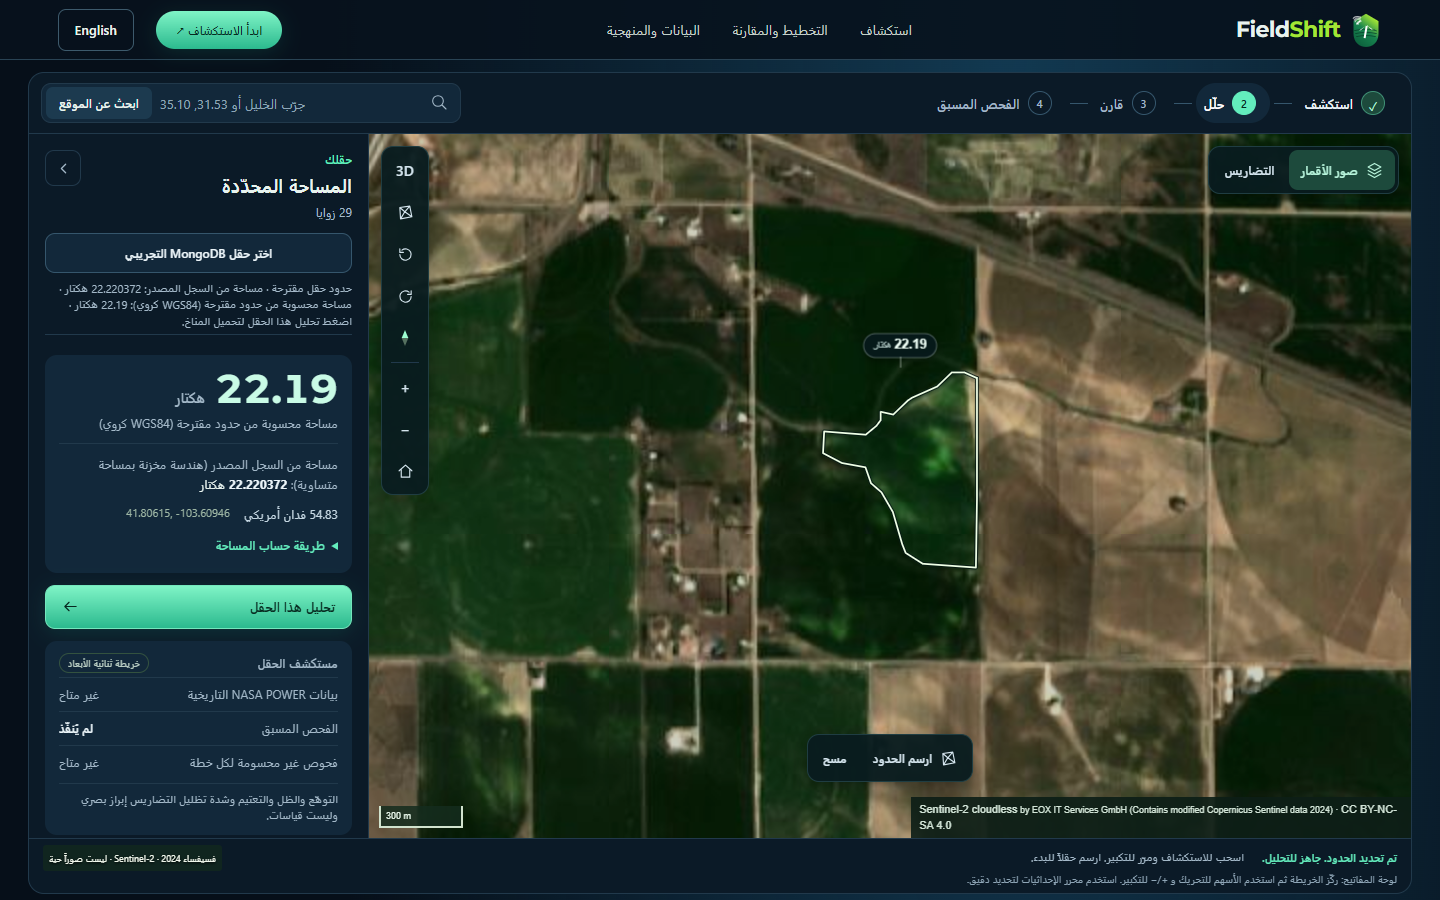 FieldShift
استكشاف
التخطيط والمقارنة
البيانات والمنهجية
ابدأ الاستكشاف ↗
English
✓ استكشف
2 حلّل
3 قارن
4 الفحص المسبق
جرّب الخليل أو 31.53, 35.10
ابحث عن الموقع
صور الأقمار
التضاريس
3D
+
−
22.19 هكتار
ارسم الحدود
مسح
300 m
Sentinel-2 cloudless by EOX IT Services GmbH (Contains modified Copernicus Sentinel data 2024) · CC BY-NC-
SA 4.0
حقلك
المساحة المحدّدة
29 زوايا
اختر حقل MongoDB التجريبي
حدود حقل مقترحة · مساحة من السجل المصدر: 22.220372 هكتار ·
مساحة محسوبة من حدود مقترحة (WGS84 كروي): 22.19 هكتار ·
اضغط تحليل هذا الحقل لتحميل المناخ.
22.19 هكتار
مساحة محسوبة من حدود مقترحة (WGS84 كروي)
مساحة من السجل المصدر (هندسة مخزنة بمساحة
متساوية): 22.220372 هكتار
54.83 فدان أمريكي
41.80615, -103.60946
طريقة حساب المساحة
تحليل هذا الحقل
مستكشف الحقل
خريطة ثنائية الأبعاد
بيانات NASA POWER التاريخية
غير متاح
الفحص المسبق
لم يُنفّذ
فحوص غير محسومة لكل خطة
غير متاح
التوهّج والظل والتعتيم وشدة تظليل التضاريس إبراز بصري
وليست قياسات.
تم تحديد الحدود. جاهز للتحليل.
اسحب للاستكشاف ومرر للتكبير. ارسم حقلاً للبدء.
لوحة المفاتيح: ركّز الخريطة ثم استخدم الأسهم للتحريك و +/− للتكبير. استخدم محرر الإحداثيات لتحديد دقيق.
فسيفساء Sentinel-2 · 2024 · ليست صوراً حية